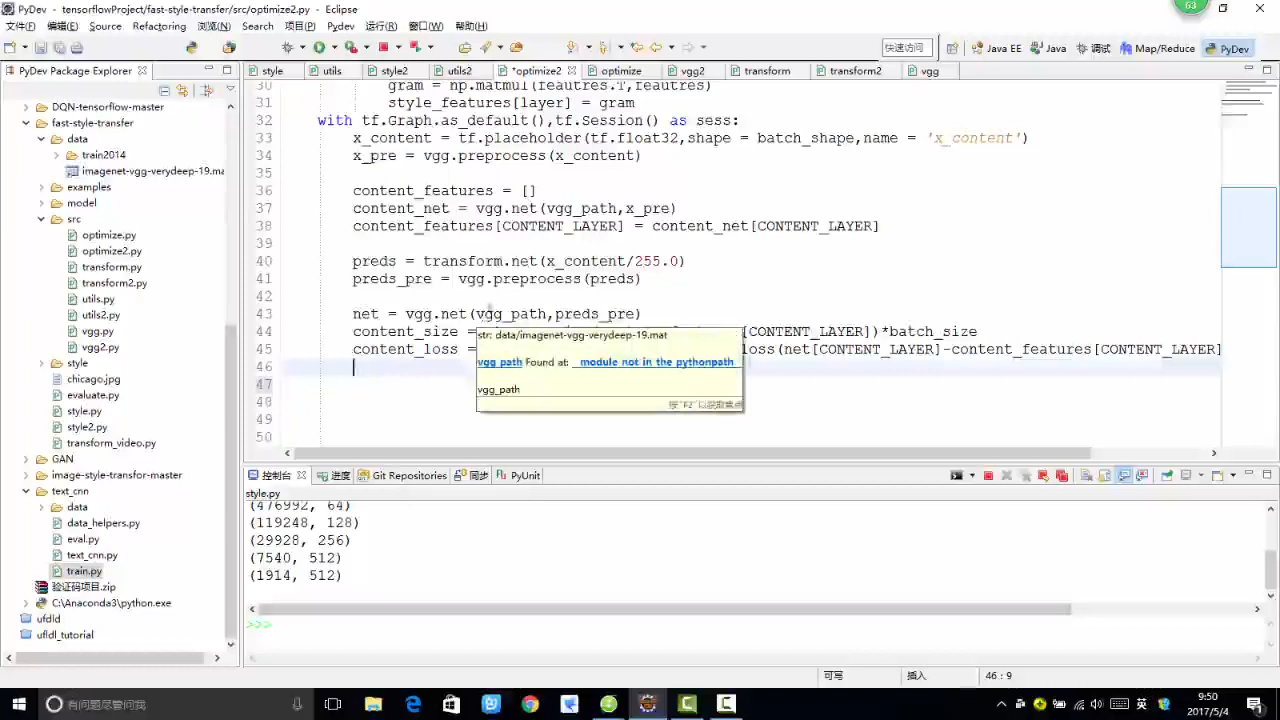 63
PyDev - tensorflowProject/fast-style-transfer/src/optimize2.py - Eclipse
文件(F) 编辑(E) Source Refactoring 浏览(N) Search 项目(P) Pydev 运行(R) 窗口(W) 帮助(H)
快速访问 Java EE Java 调试 Map/Reduce PyDev
PyDev Package Explorer
style utils style2 utils2 *optimize2 optimize vgg2 transform transform2 vgg
DQN-tensorflow-master
fast-style-transfer
data
train2014
imagenet-vgg-verydeep-19.ma
examples
model
src
optimize.py
optimize2.py
transform.py
transform2.py
utils.py
utils2.py
vgg.py
vgg2.py
style
chicago.jpg
evaluate.py
style.py
style2.py
transform_video.py
GAN
image-style-transfor-master
text_cnn
data
data_helpers.py
eval.py
text_cnn.py
train.py
验证码项目.zip
C:\Anaconda3\python.exe
ufdld
ufldl_tutorial
30 gram = np.matmul(feautres.T,feautres)
31 style_features[layer] = gram
32 with tf.Graph.as_default(),tf.Session() as sess:
33 x_content = tf.placeholder(tf.float32,shape = batch_shape,name = 'x_content')
34 x_pre = vgg.preprocess(x_content)
35
36 content_features = []
37 content_net = vgg.net(vgg_path,x_pre)
38 content_features[CONTENT_LAYER] = content_net[CONTENT_LAYER]
39
40 preds = transform.net(x_content/255.0)
41 preds_pre = vgg.preprocess(preds)
42
43 net = vgg.net(vgg_path,preds_pre)
44 content_size = [CONTENT_LAYER])*batch_size
45 content_loss = loss(net[CONTENT_LAYER]-content_features[CONTENT_LAYER]
46
47
48
49
50
str: data/imagenet-vgg-verydeep-19.mat
vgg_path Found at: module not in the pythonpath
vgg_path
控制台 进度 Git Repositories 同步 PyUnit
style.py
(476992, 64)
(119248, 128)
(29928, 256)
(7540, 512)
(1914, 512)
>>>
可写 插入 46 : 9
有问题尽管问我
英
9:50
2017/5/4